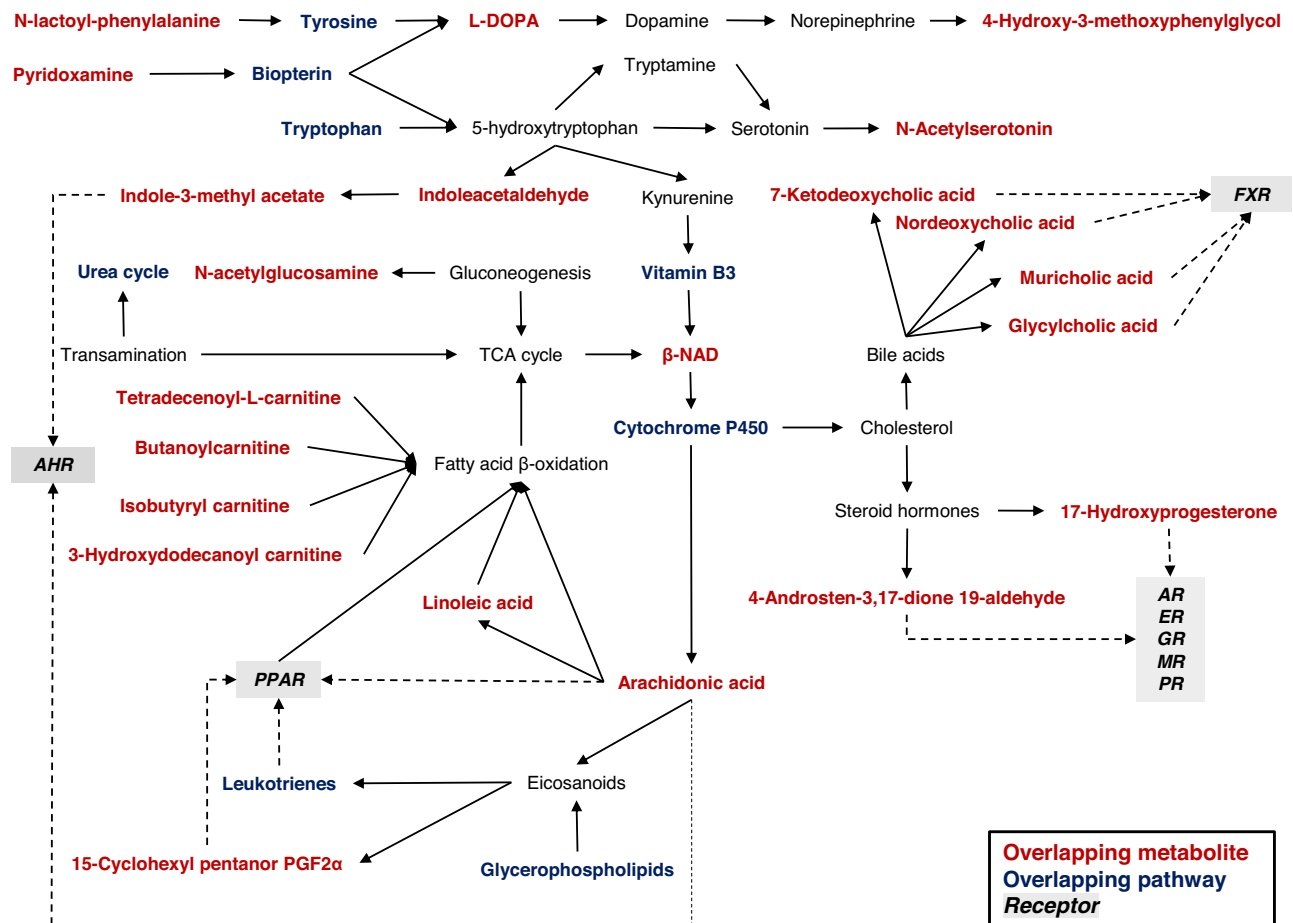 N-lactoyl-phenylalanine
Tyrosine
L-DOPA
Dopamine
Norepinephrine
4-Hydroxy-3-methoxyphenylglycol
Pyridoxamine
Biopterin
Tryptamine
Tryptophan
5-hydroxytryptophan
Serotonin
N-Acetylserotonin
Indole-3-methyl acetate
Indoleacetaldehyde
Kynurenine
7-Ketodeoxycholic acid
FXR
Nordeoxycholic acid
Urea cycle
N-acetylglucosamine
Gluconeogenesis
Vitamin B3
Muricholic acid
Glycylcholic acid
Transamination
TCA cycle
β-NAD
Bile acids
Tetradecenoyl-L-carnitine
Cytochrome P450
Cholesterol
Butanoylcarnitine
AHR
Fatty acid β-oxidation
Isobutyryl carnitine
Steroid hormones
17-Hydroxyprogesterone
3-Hydroxydodecanoyl carnitine
Linoleic acid
4-Androsten-3,17-dione 19-aldehyde
AR
ER
GR
MR
PR
PPAR
Arachidonic acid
Leukotrienes
Eicosanoids
15-Cyclohexyl pentanor PGF2α
Glycerophospholipids
Overlapping metabolite
Overlapping pathway
Receptor